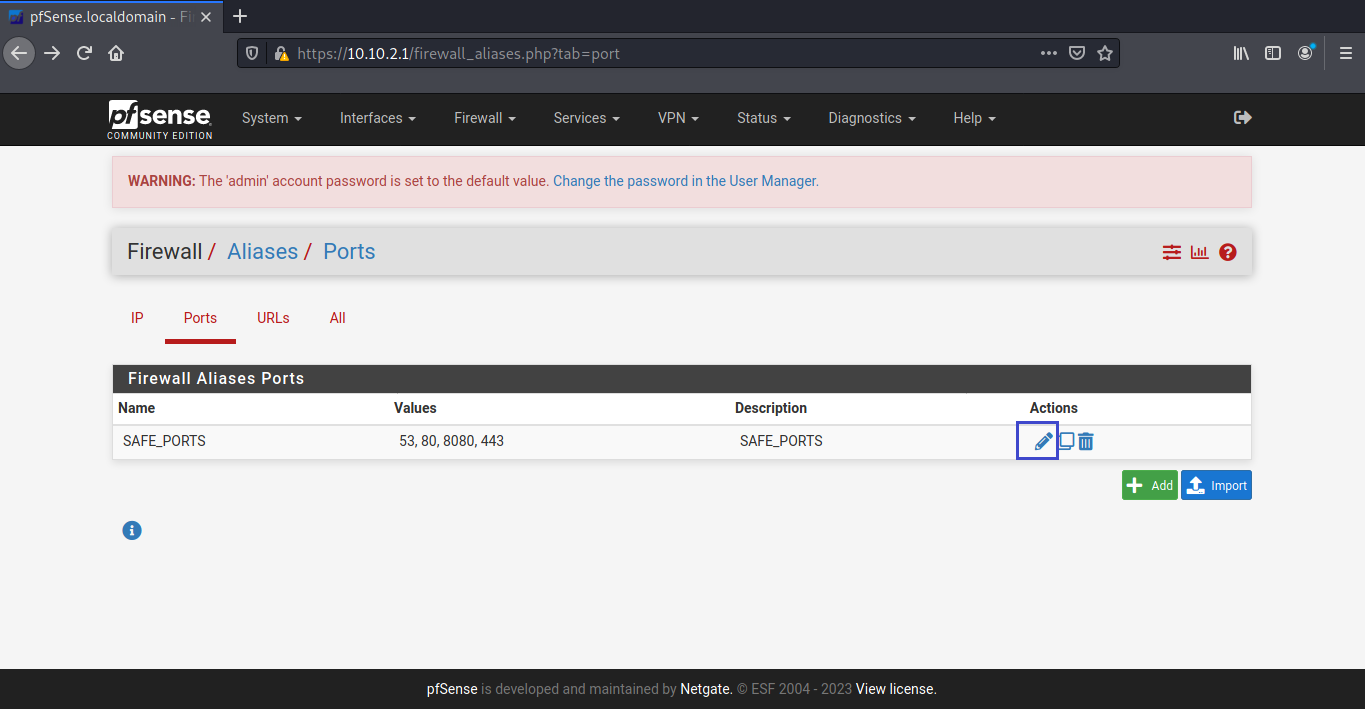 pfSense.localdomain - Fi
https://10.10.2.1/firewall_aliases.php?tab=port
pfsense
COMMUNITY EDITION
System Interfaces Firewall Services VPN Status Diagnostics Help
WARNING: The 'admin' account password is set to the default value. Change the password in the User Manager.
Firewall / Aliases / Ports
IP Ports URLs All
Firewall Aliases Ports
Name Values Description Actions
SAFE_PORTS 53, 80, 8080, 443 SAFE_PORTS
Add Import
pfSense is developed and maintained by Netgate. © ESF 2004 - 2023 View license.